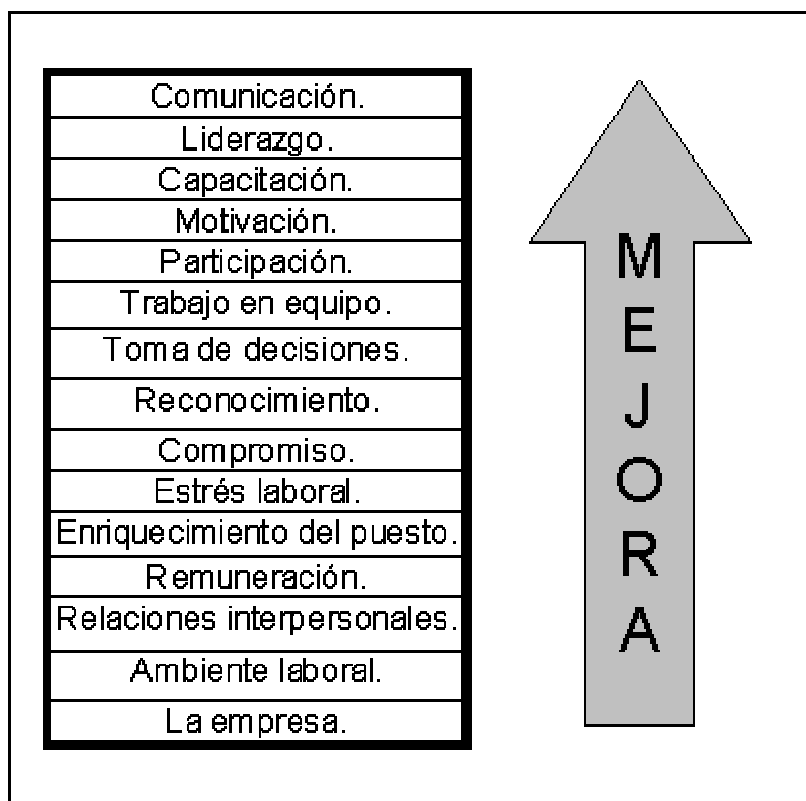 Comunicación.
Liderazgo.
Capacitación.
Motivación.
Participación.
Trabajo en equipo.
Toma de decisiones.
Reconocimiento.
Compromiso.
Estrés laboral.
Enriquecimiento del puesto.
Remuneración.
Relaciones interpersonales.
Ambiente laboral.
La empresa.
MEJORA